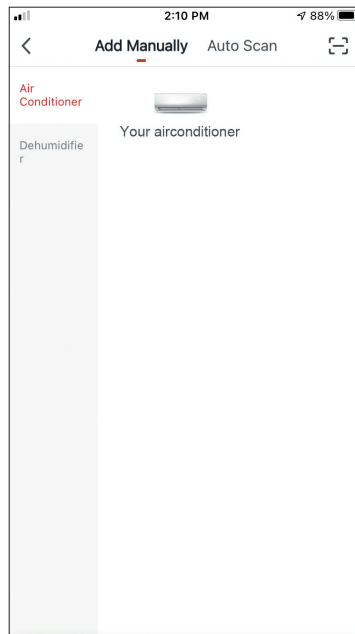 2:10 PM 88%
Add Manually Auto Scan
Air
Conditioner
Your airconditioner
Dehumidifie
r